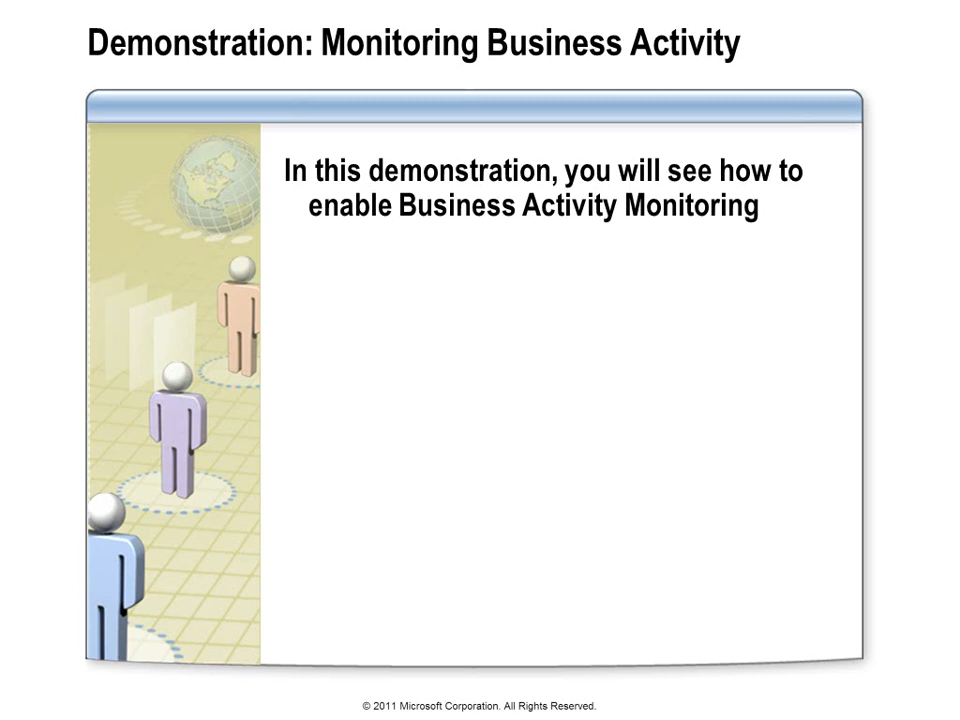 Demonstration: Monitoring Business Activity
In this demonstration, you will see how to
enable Business Activity Monitoring
© 2011 Microsoft Corporation. All Rights Reserved.